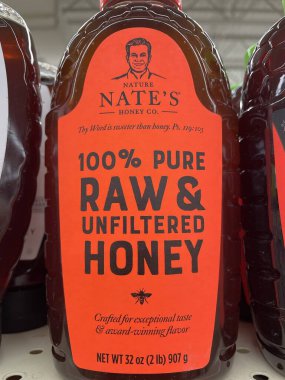 NATURE
NATE'S
HONEY CO.
Thy Word is sweeter than honey. Ps. 119:103
100% PURE
RAW &
UNFILTERED
HONEY
Crafted for exceptional taste
& award-winning flavor
NET WT 32 oz (2 lb) 907 g